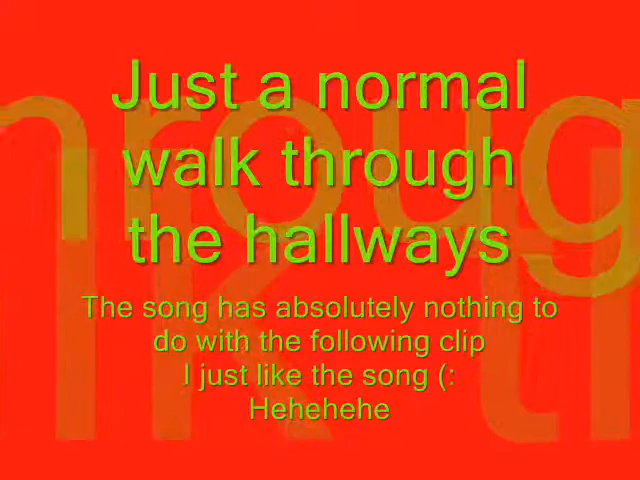 Just a normal
walk through
the hallways
The song has absolutely nothing to
do with the following clip
I just like the song (:
Hehehehe